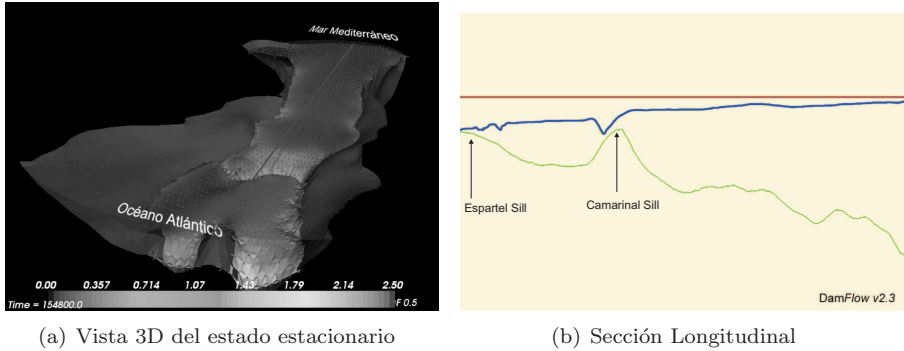 Mar Mediterráneo
Océano Atlántico
0.00 0.357 0.714 1.07 1.43 1.79 2.14 2.50
Time = 154800.0
F 0.5
Espartel Sill
Camarinal Sill
DamFlow v2.3
(a) Vista 3D del estado estacionario
(b) Sección Longitudinal